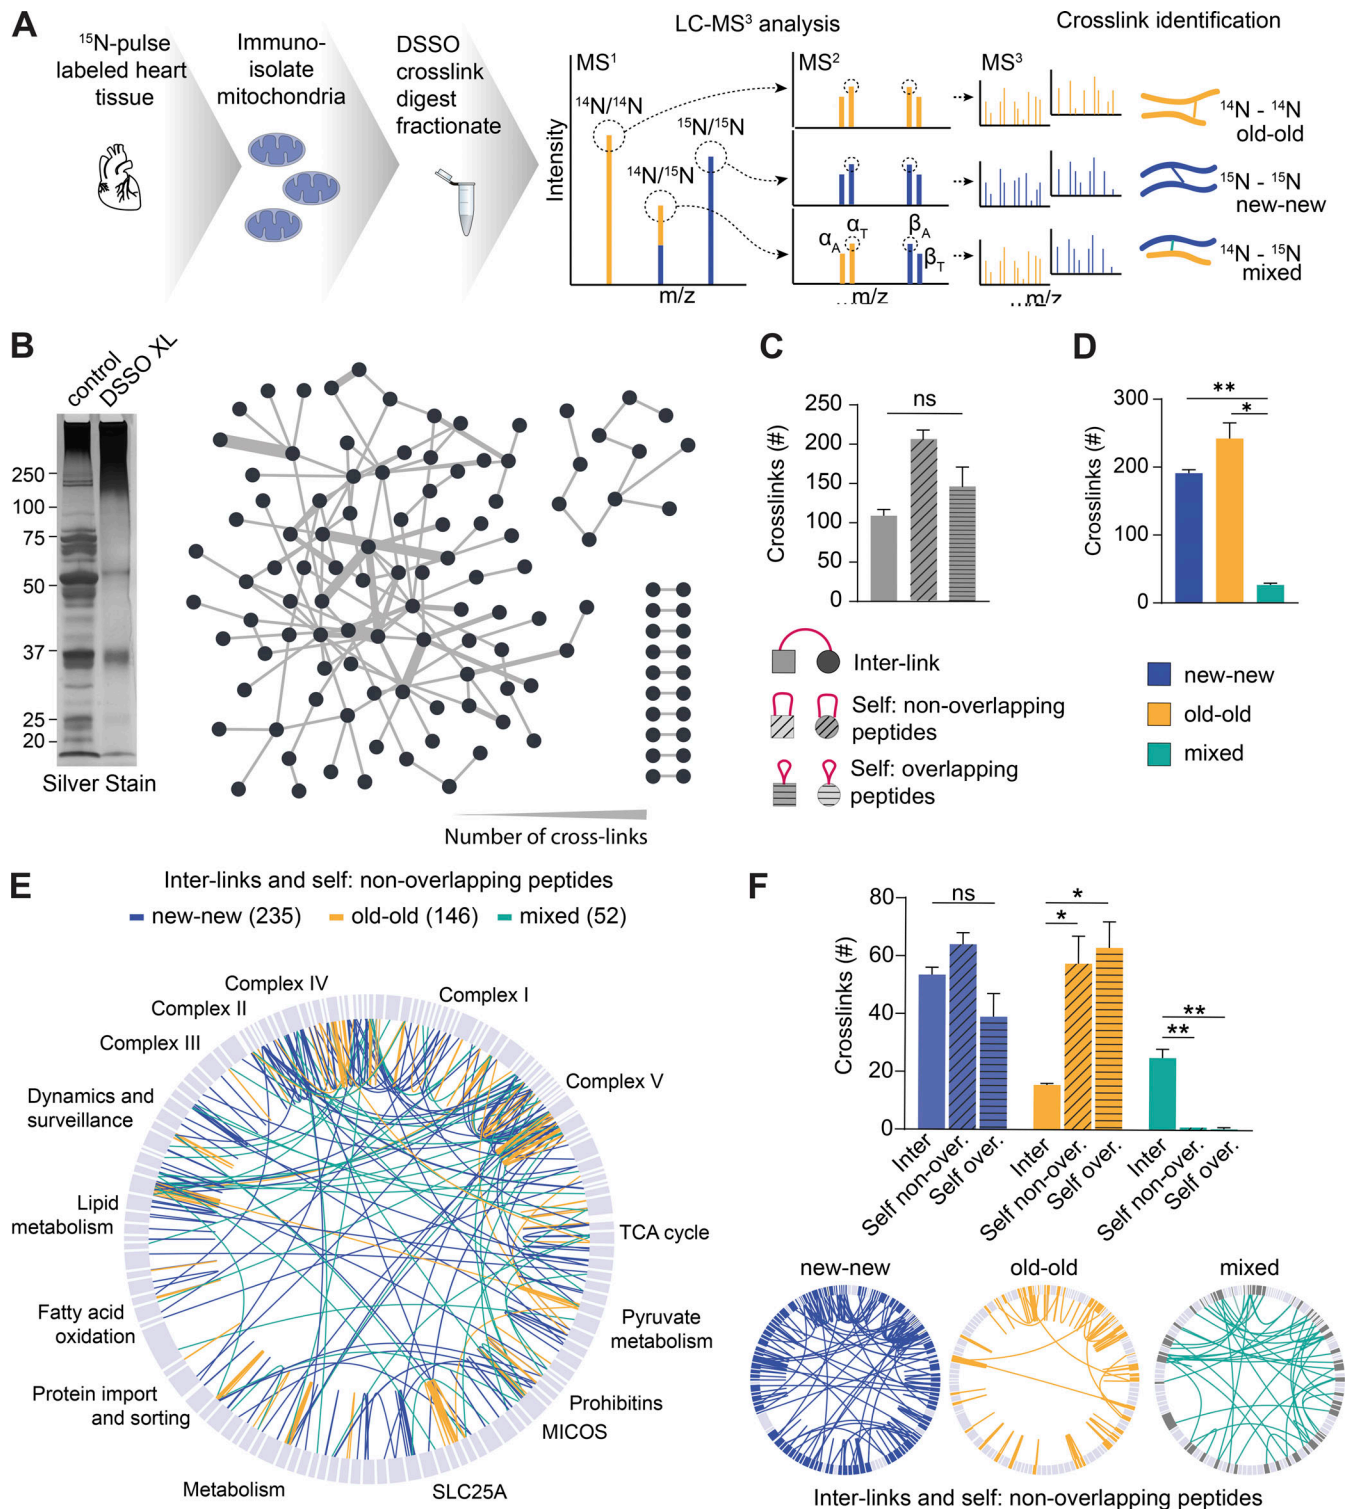 A
¹⁵N-pulse
labeled heart
tissue
Immuno-
isolate
mitochondria
DSSO
crosslink
digest
fractionate
LC-MS³ analysis
Crosslink identification
MS¹
¹⁴N/¹⁴N
¹⁵N/¹⁵N
¹⁴N/¹⁵N
Intensity
m/z
MS²
α_A
α_T
β_A
β_T
m/z
MS³
m/z
¹⁴N - ¹⁴N
old-old
¹⁵N - ¹⁵N
new-new
¹⁴N - ¹⁵N
mixed
B
control
DSSO XL
250
100
75
50
37
25
20
Silver Stain
Number of cross-links
C
Crosslinks (#)
250
200
150
100
50
0
ns
Inter-link
Self: non-overlapping
peptides
Self: overlapping
peptides
D
Crosslinks (#)
300
200
100
0
**
*
new-new
old-old
mixed
E
Inter-links and self: non-overlapping peptides
new-new (235)
old-old (146)
mixed (52)
Complex IV
Complex I
Complex II
Complex III
Complex V
Dynamics and
surveillance
Lipid
metabolism
TCA cycle
Fatty acid
oxidation
Pyruvate
metabolism
Protein import
and sorting
Prohibitins
MICOS
Metabolism
SLC25A
F
Crosslinks (#)
80
60
40
20
0
ns
*
*
**
**
Inter
Self non-over.
Self over.
Inter
Self non-over.
Self over.
Inter
Self non-over.
Self over.
new-new
old-old
mixed
Inter-links and self: non-overlapping peptides